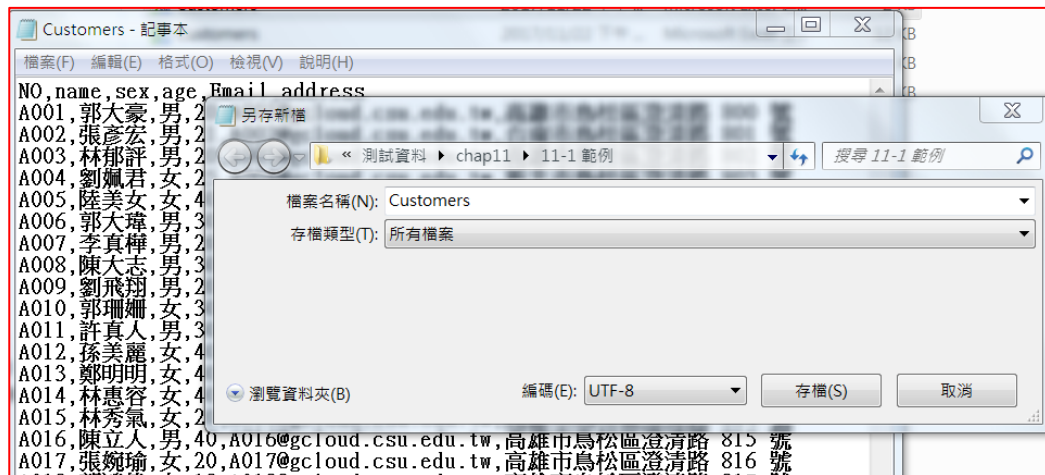 Customers - 記事本
KB
檔案(F) 編輯(E) 格式(O) 檢視(V) 說明(H)
KB
NO,name,sex,age,Email address
A001,郭大豪,男,2
另存新檔
A002,張彥宏,男,2
A003,林郁評,男,2
« 測試資料 ▸ chap11 ▸ 11-1 範例
搜尋 11-1 範例
A004,劉姵君,女,2
A005,陸美女,女,4
檔案名稱(N): Customers
A006,郭大瑋,男,3
存檔類型(T): 所有檔案
A007,李真樺,男,2
A008,陳大志,男,3
A009,劉飛翔,男,2
A010,郭珊姍,女,3
A011,許真人,男,3
A012,孫美麗,女,4
A013,鄭明明,女,4
A014,林惠容,女,4
瀏覽資料夾(B) 編碼(E): UTF-8 存檔(S) 取消
A015,林秀氣,女,2
A016,陳立人,男,40,A016@gcloud.csu.edu.tw,高雄市鳥松區澄清路 815 號
A017,張婉瑜,女,21,A017@gcloud.csu.edu.tw,高雄市鳥松區澄清路 816 號